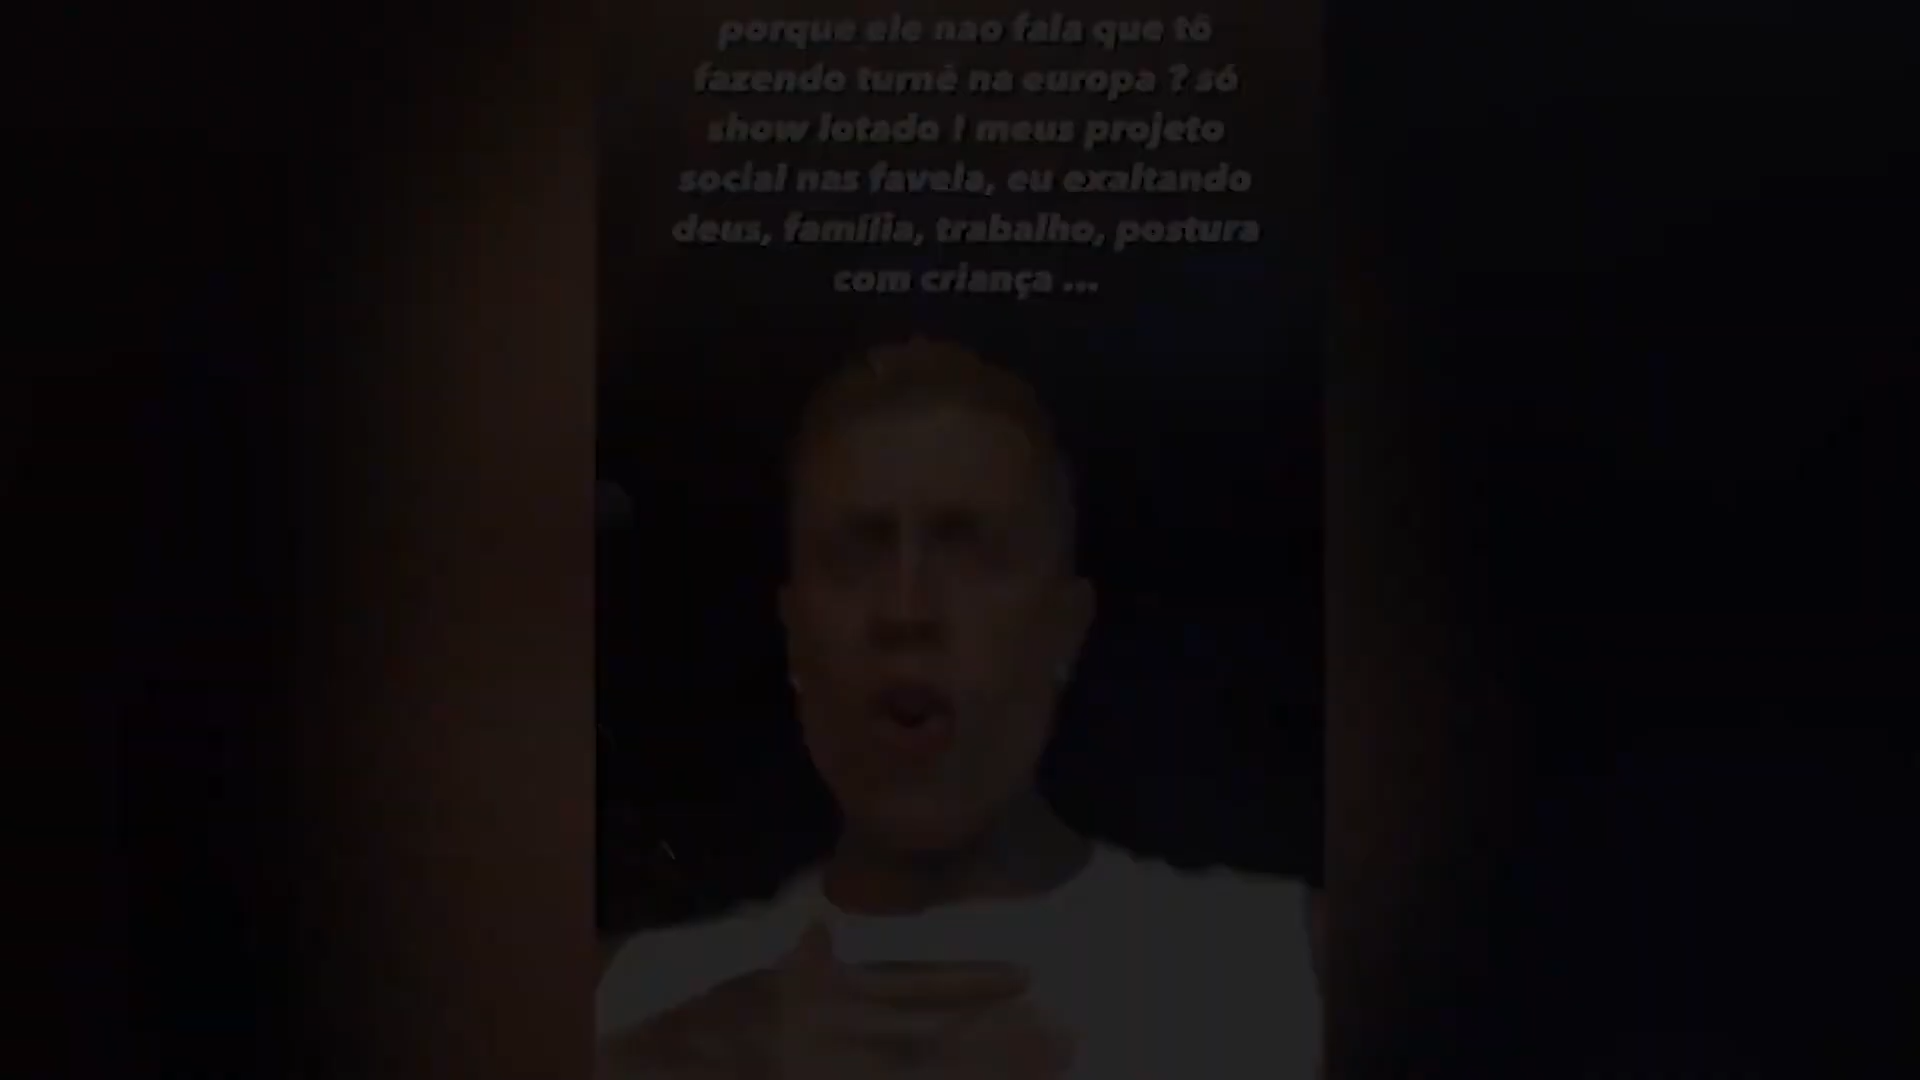 porque ele nao fala que tô
fazendo turnê na europa ? só
show lotado ! meus projeto
social nas favela, eu exaltando
deus, família, trabalho, postura
com criança ...